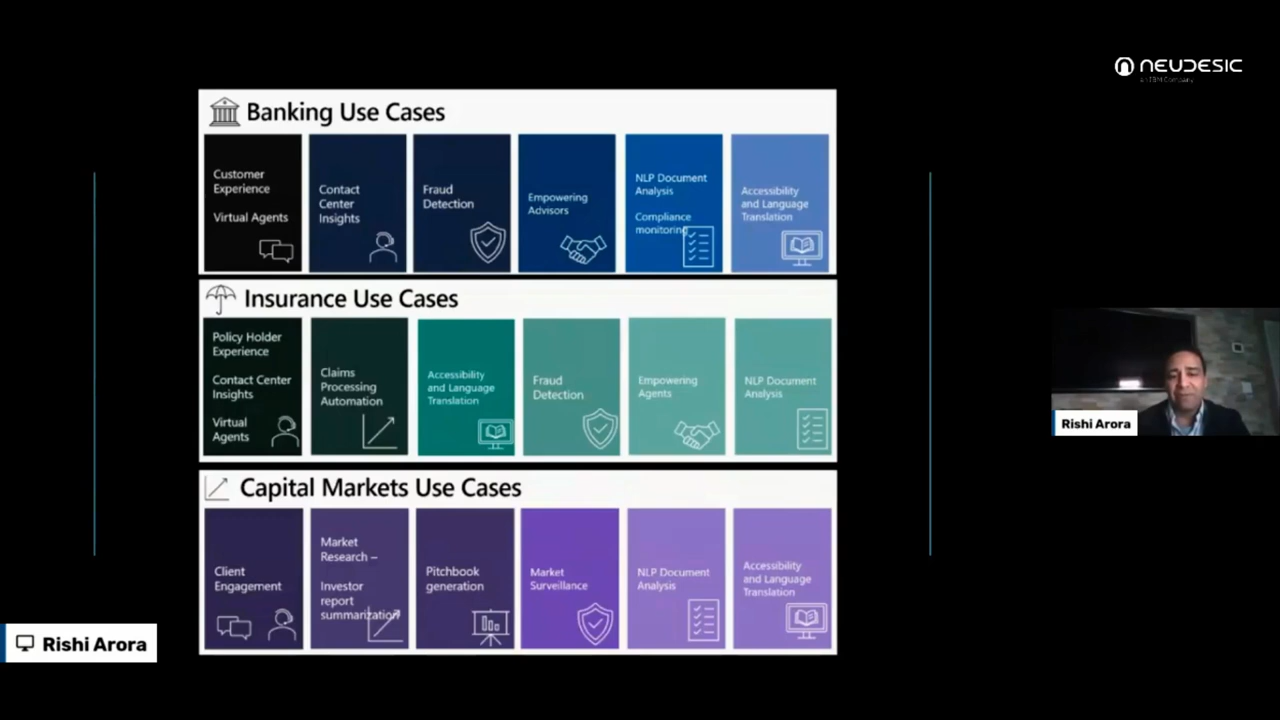 NEUDESIC
an IBM Company
Banking Use Cases
Customer
Experience
Virtual Agents
Contact
Center
Insights
Fraud
Detection
Empowering
Advisors
NLP Document
Analysis
Compliance
monitoring
Accessibility
and Language
Translation
Insurance Use Cases
Policy Holder
Experience
Contact Center
Insights
Virtual
Agents
Claims
Processing
Automation
Accessibility
and Language
Translation
Fraud
Detection
Empowering
Agents
NLP Document
Analysis
Capital Markets Use Cases
Client
Engagement
Market
Research –
Investor
report
summarization
Pitchbook
generation
Market
Surveillance
NLP Document
Analysis
Accessibility
and Language
Translation
Rishi Arora
Rishi Arora